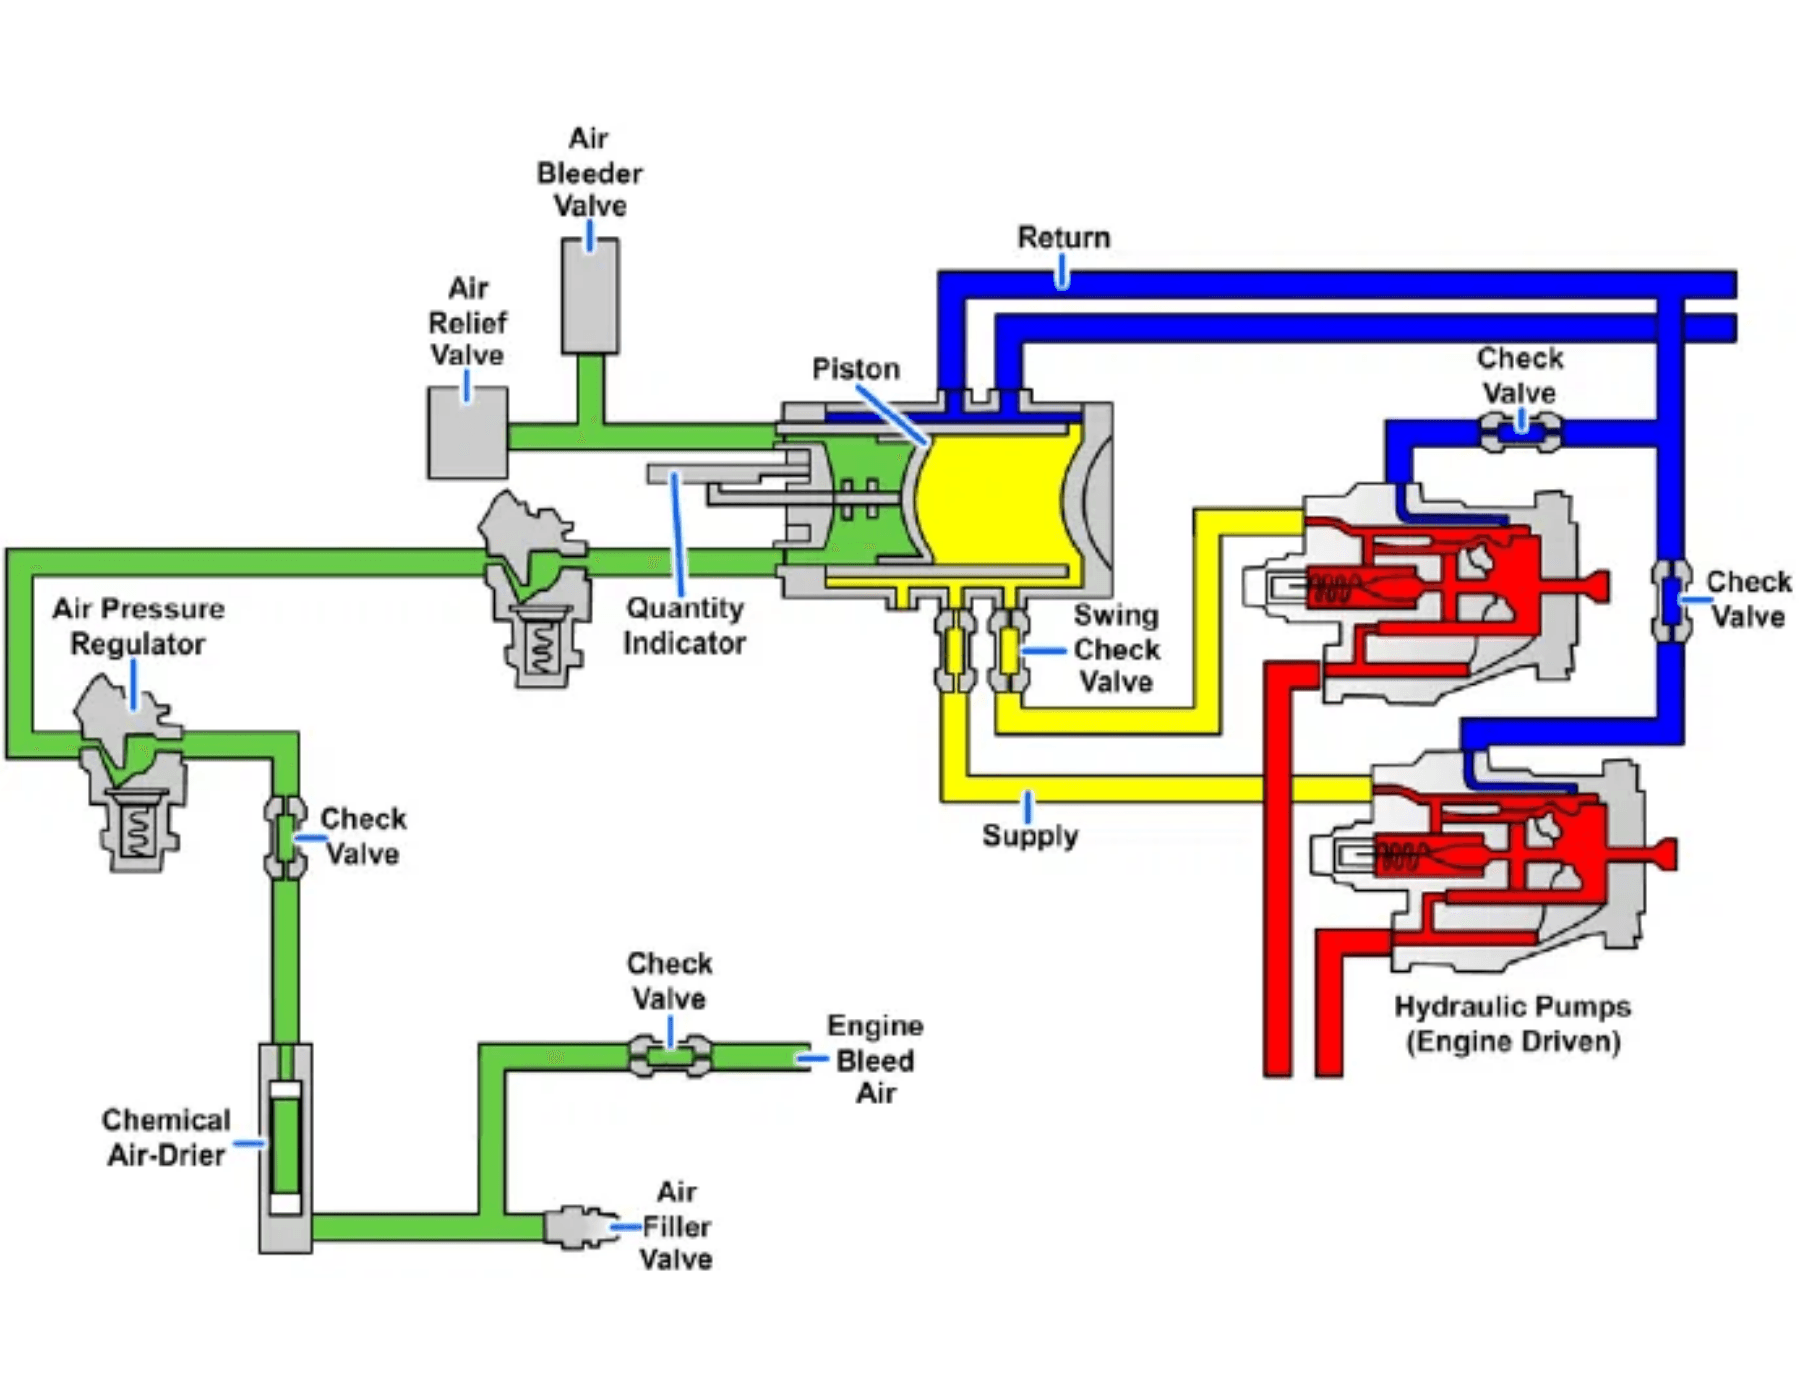 Air
Bleeder
Valve
Return
Air
Relief
Valve
Piston
Check
Valve
Check
Valve
Air Pressure
Regulator
Quantity
Indicator
Swing
Check
Valve
Supply
Check
Valve
Check
Valve
Engine
Bleed
Air
Hydraulic Pumps
(Engine Driven)
Chemical
Air-Drier
Air
Filler
Valve